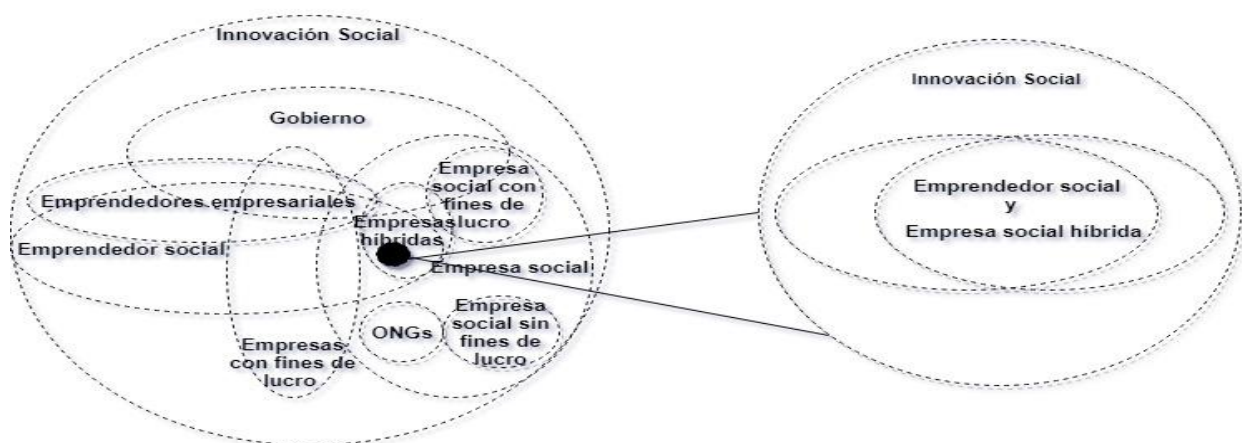 Innovación Social
Gobierno
Empresa
social con
fines de
lucro
Emprendedores empresariales
Empresas
híbridas
Emprendedor social
Empresa social
ONGs
Empresa
social sin
fines de
lucro
Empresas
con fines de
lucro
Innovación Social
Emprendedor social
y
Empresa social híbrida